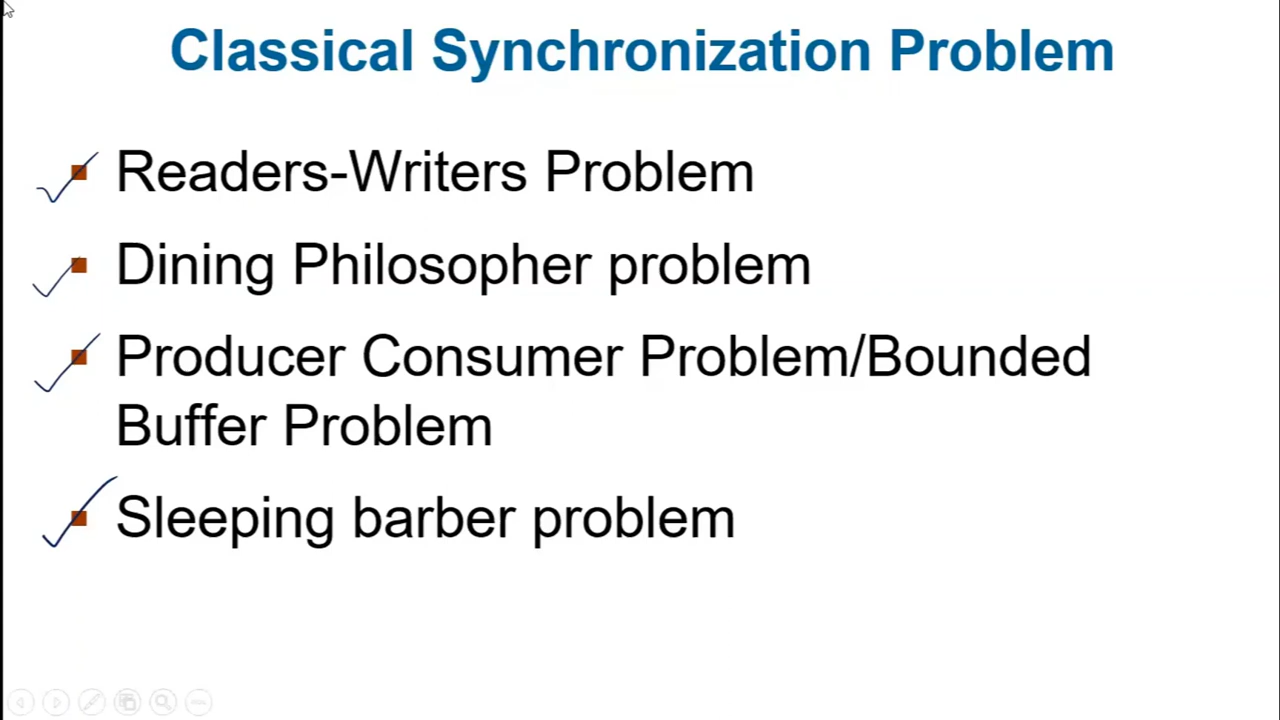 Classical Synchronization Problem
Readers-Writers Problem
Dining Philosopher problem
Producer Consumer Problem/Bounded
Buffer Problem
Sleeping barber problem